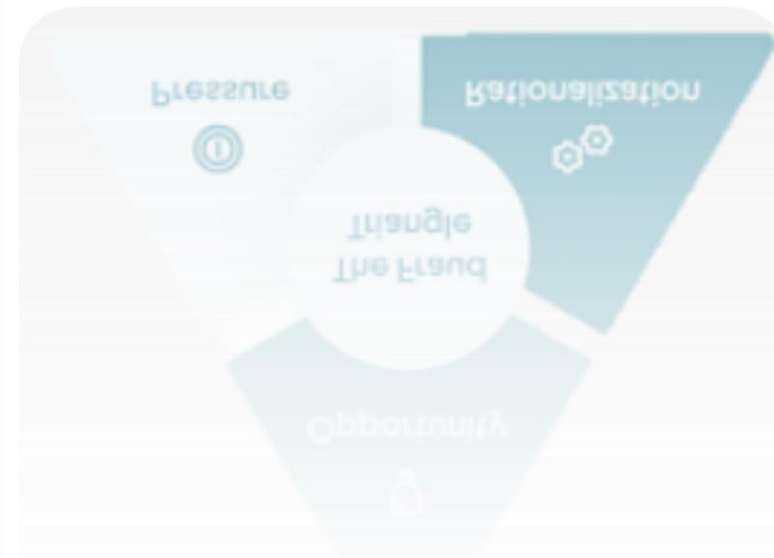 Pressure
Rationalization
The Fraud
Triangle
Opportunity